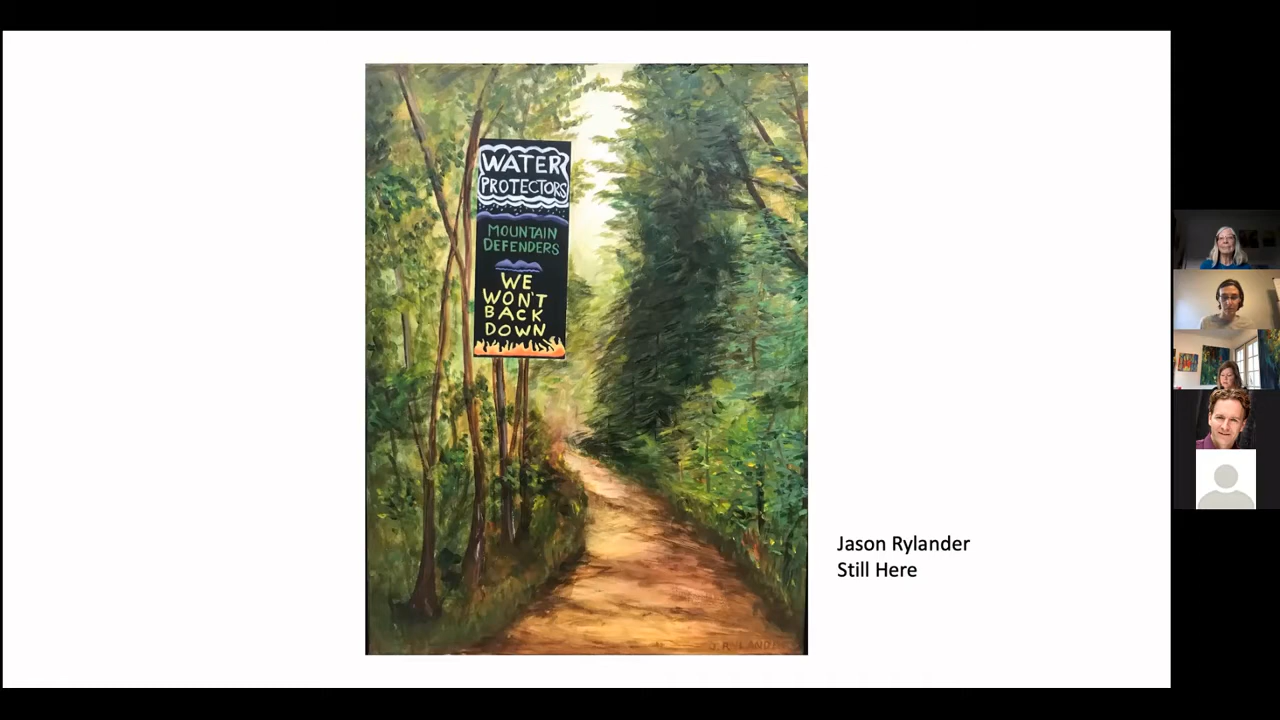 WATER
PROTECTORS
MOUNTAIN
DEFENDERS
WE
WON'T
BACK
DOWN
Jason Rylander
Still Here